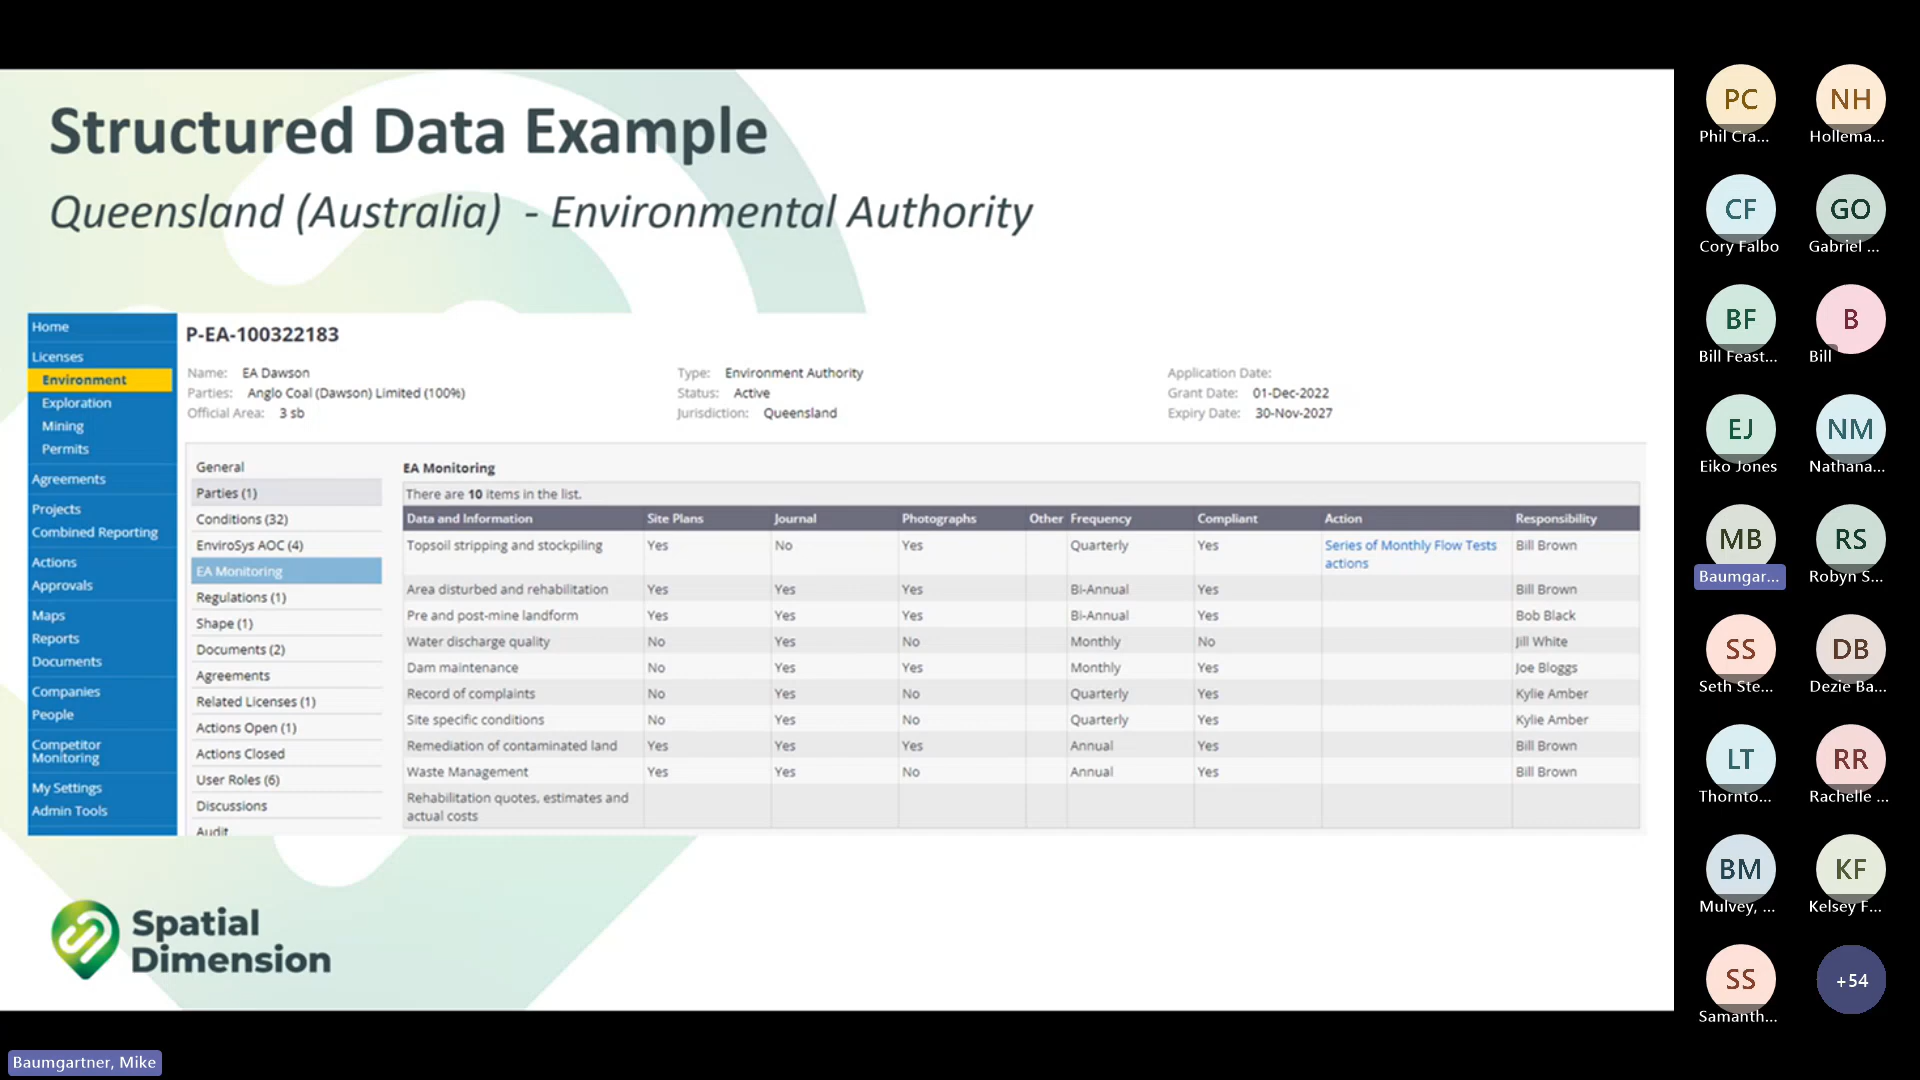 Structured Data Example
Queensland (Australia) - Environmental Authority
Home
Licenses
Environment
Exploration
Mining
Permits
Agreements
Projects
Combined Reporting
Actions
Approvals
Maps
Reports
Documents
Companies
People
Competitor
Monitoring
My Settings
Admin Tools
P-EA-100322183
Name: EA Dawson
Parties: Anglo Coal (Dawson) Limited (100%)
Official Area: 3 sb
Type: Environment Authority
Status: Active
Jurisdiction: Queensland
Application Date:
Grant Date: 01-Dec-2022
Expiry Date: 30-Nov-2027
General
Parties (1)
Conditions (32)
EnviroSys AOC (4)
EA Monitoring
Regulations (1)
Shape (1)
Documents (2)
Agreements
Related Licenses (1)
Actions Open (1)
Actions Closed
User Roles (6)
Discussions
Audit
EA Monitoring
There are 10 items in the list.
Data and Information Site Plans Journal Photographs Other Frequency Compliant Action Responsibility
Topsoil stripping and stockpiling Yes No Yes Quarterly Yes Series of Monthly Flow Tests Bill Brown
actions
Area disturbed and rehabilitation Yes Yes Yes Bi-Annual Yes Bill Brown
Pre and post-mine landform Yes Yes Yes Bi-Annual Yes Bob Black
Water discharge quality No Yes No Monthly No Jill White
Dam maintenance No Yes Yes Monthly Yes Joe Bloggs
Record of complaints No Yes No Quarterly Yes Kylie Amber
Site specific conditions No Yes No Quarterly Yes Kylie Amber
Remediation of contaminated land Yes Yes Yes Annual Yes Bill Brown
Waste Management Yes Yes No Annual Yes Bill Brown
Rehabilitation quotes, estimates and
actual costs
Spatial
Dimension
PC NH
Phil Cra... Hollema...
CF GO
Cory Falbo Gabriel ...
BF B
Bill Feast... Bill
EJ NM
Eiko Jones Nathana...
MB RS
Baumgar... Robyn S...
SS DB
Seth Ste... Dezie Ba...
LT RR
Thornto... Rachelle ...
BM KF
Mulvey, ... Kelsey F...
SS +54
Samanth...
Baumgartner, Mike